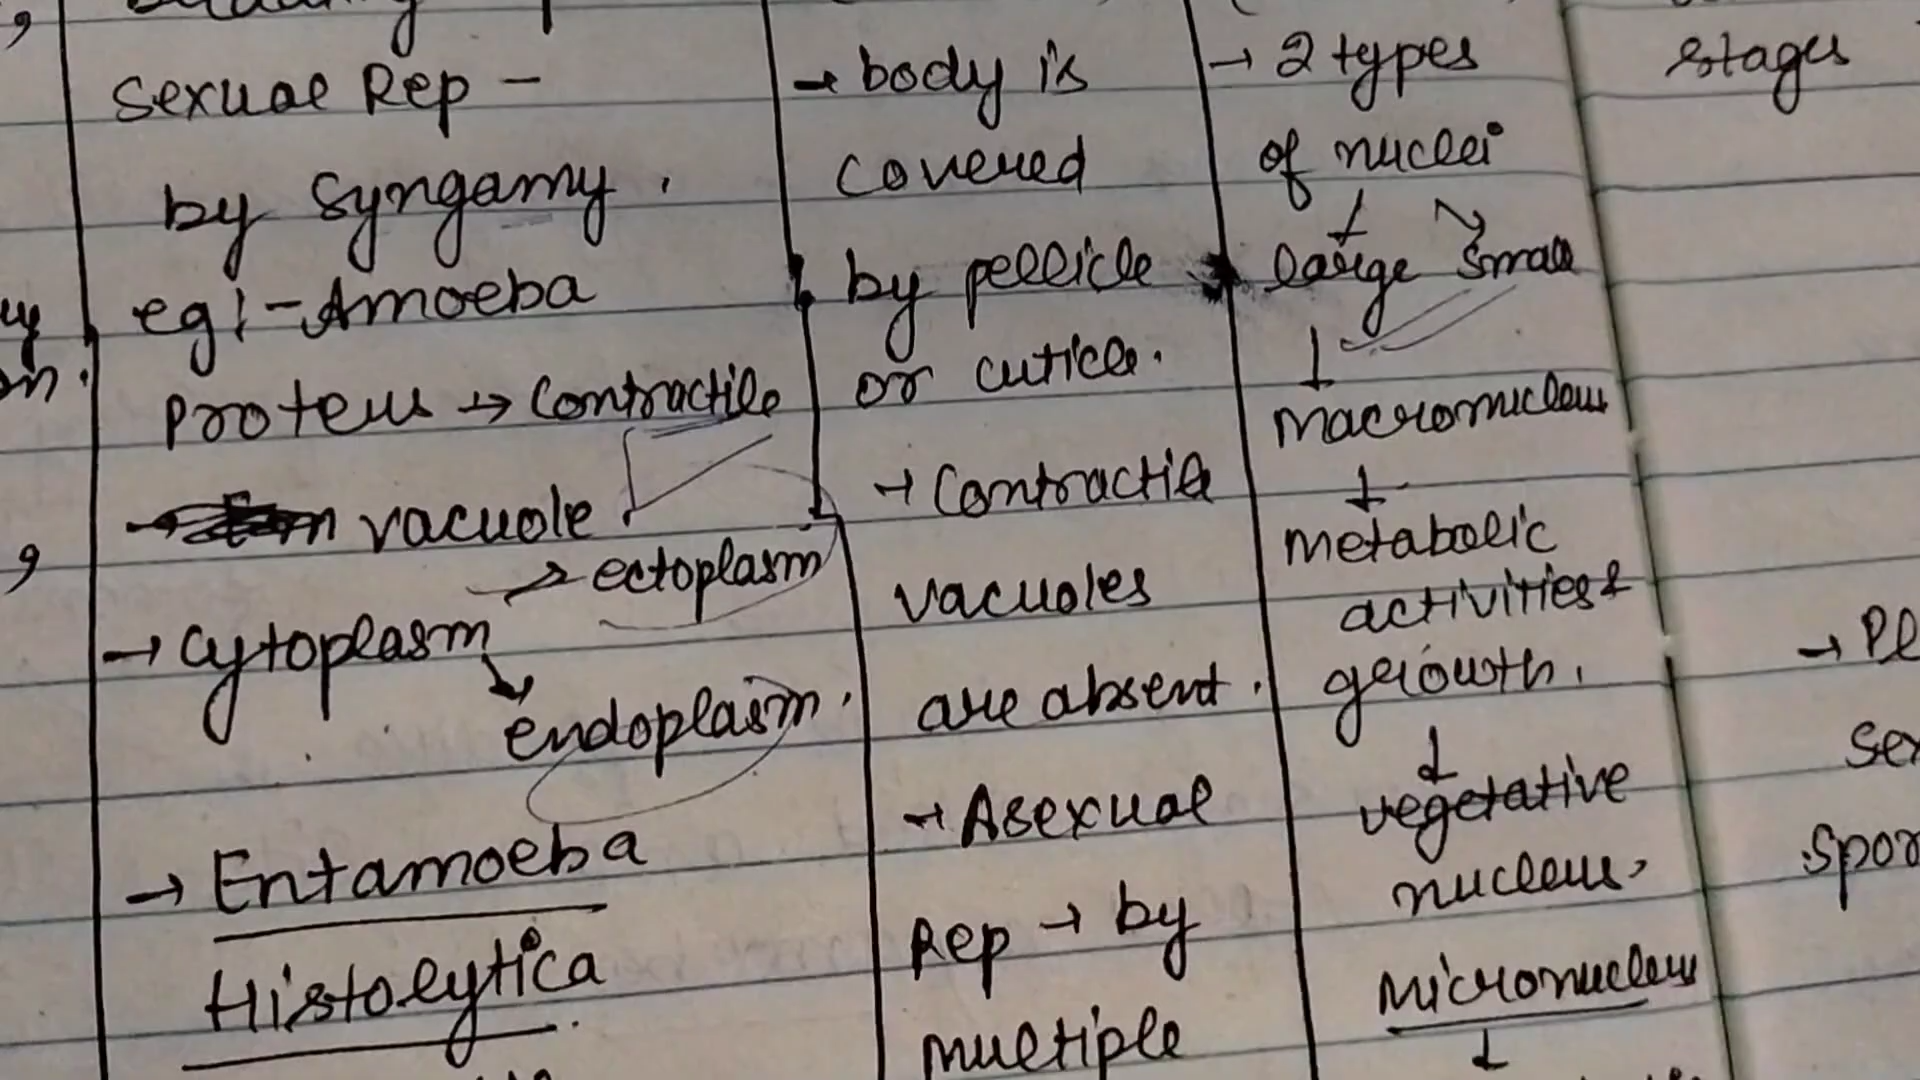 Sexual Rep -
by syngamy.
eg:- Amoeba
Proteus → Contractile
vacuole
→ ectoplasm
→ cytoplasm
endoplasm.
→ Entamoeba
Histolytica
→ body is
covered
by pellicle
or cuticle.
→ Contractile
vacuoles
are absent.
→ Asexual
Rep → by
multiple
→ 2 types
of nuclei
large small
macronucleus
metabolic
activities &
growth.
vegetative
nucleus.
Micronucleus
stages